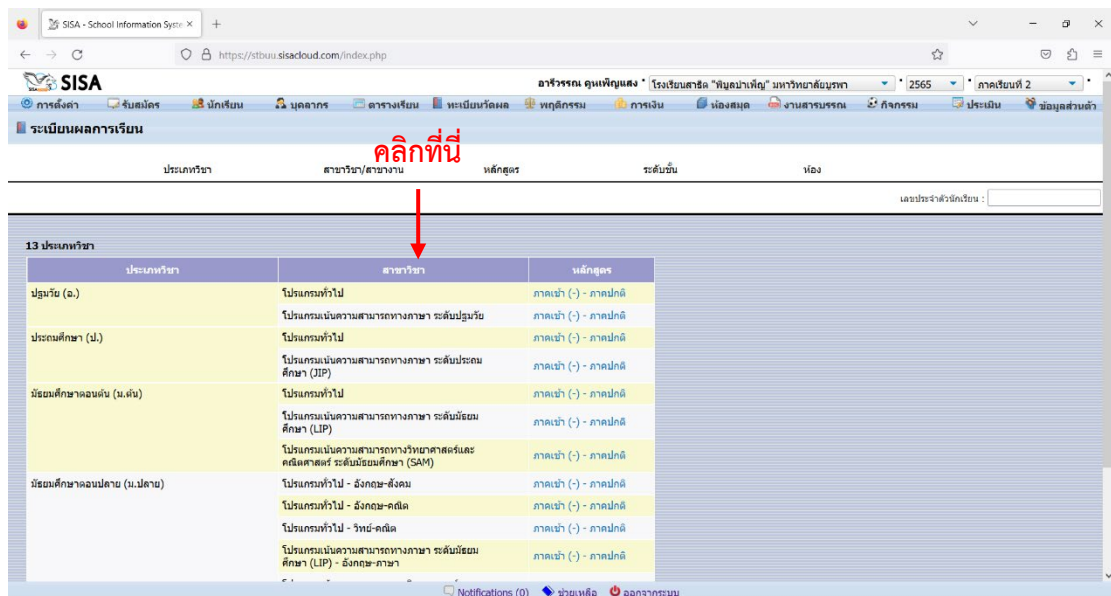 SISA - School Information Syste
https://stbuu.sisacloud.com/index.php
SISA
อารีวรรณ คูนเพ็ญแสง * โรงเรียนสาธิต "พิบูลบำเพ็ญ" มหาวิทยาลัยบูรพา * 2565 * ภาคเรียนที่ 2 *
การตั้งค่า รับสมัคร นักเรียน บุคลากร ตารางเรียน ทะเบียนวัดผล พฤติกรรม การเงิน ห้องสมุด งานสารบรรณ กิจกรรม ประเมิน ข้อมูลส่วนตัว
ระเบียนผลการเรียน
คลิกที่นี่
ประเภทวิชา สาขาวิชา/สาขางาน หลักสูตร ระดับชั้น ห้อง
เลขประจำตัวนักเรียน :
13 ประเภทวิชา
ประเภทวิชา สาขาวิชา หลักสูตร
ปฐมวัย (อ.) โปรแกรมทั่วไป ภาคเช้า (-) - ภาคปกติ
โปรแกรมเน้นความสามารถทางภาษา ระดับปฐมวัย ภาคเช้า (-) - ภาคปกติ
ประถมศึกษา (ป.) โปรแกรมทั่วไป ภาคเช้า (-) - ภาคปกติ
โปรแกรมเน้นความสามารถทางภาษา ระดับประถม
ศึกษา (JIP) ภาคเช้า (-) - ภาคปกติ
มัธยมศึกษาตอนต้น (ม.ต้น) โปรแกรมทั่วไป ภาคเช้า (-) - ภาคปกติ
โปรแกรมเน้นความสามารถทางภาษา ระดับมัธยม
ศึกษา (LIP) ภาคเช้า (-) - ภาคปกติ
โปรแกรมเน้นความสามารถทางวิทยาศาสตร์และ
คณิตศาสตร์ ระดับมัธยมศึกษา (SAM) ภาคเช้า (-) - ภาคปกติ
มัธยมศึกษาตอนปลาย (ม.ปลาย) โปรแกรมทั่วไป - อังกฤษ-สังคม ภาคเช้า (-) - ภาคปกติ
โปรแกรมทั่วไป - อังกฤษ-คณิต ภาคเช้า (-) - ภาคปกติ
โปรแกรมทั่วไป - วิทย์-คณิต ภาคเช้า (-) - ภาคปกติ
โปรแกรมเน้นความสามารถทางภาษา ระดับมัธยม
ศึกษา (LIP) - อังกฤษ-ภาษา ภาคเช้า (-) - ภาคปกติ
Notifications (0) ช่วยเหลือ ออกจากระบบ